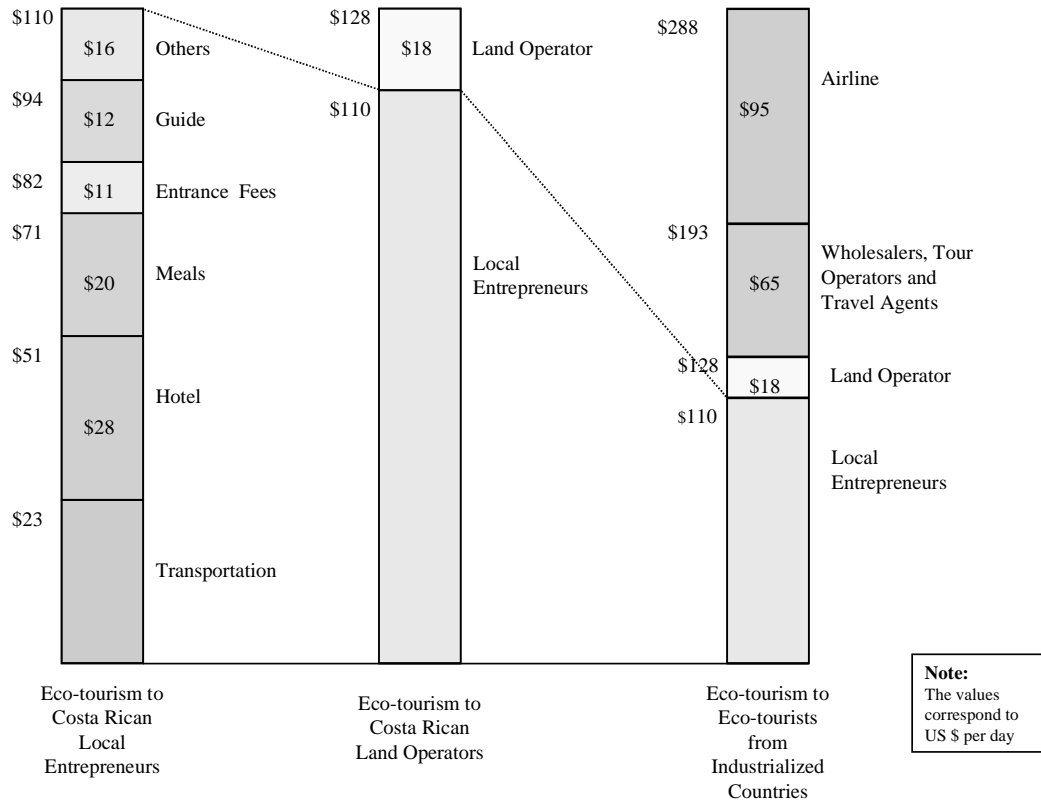 $110
$16
Others
$94
$12
Guide
$82
$11
Entrance Fees
$71
$20
Meals
$51
$28
Hotel
$23
Transportation
Eco-tourism to
Costa Rican
Local
Entrepreneurs
$128
$18
Land Operator
$110
Local
Entrepreneurs
Eco-tourism to
Costa Rican
Land Operators
$288
$95
Airline
$193
$65
Wholesalers, Tour
Operators and
Travel Agents
$128
$18
Land Operator
$110
Local
Entrepreneurs
Eco-tourism to
Eco-tourists
from
Industrialized
Countries
Note:
The values
correspond to
US $ per day